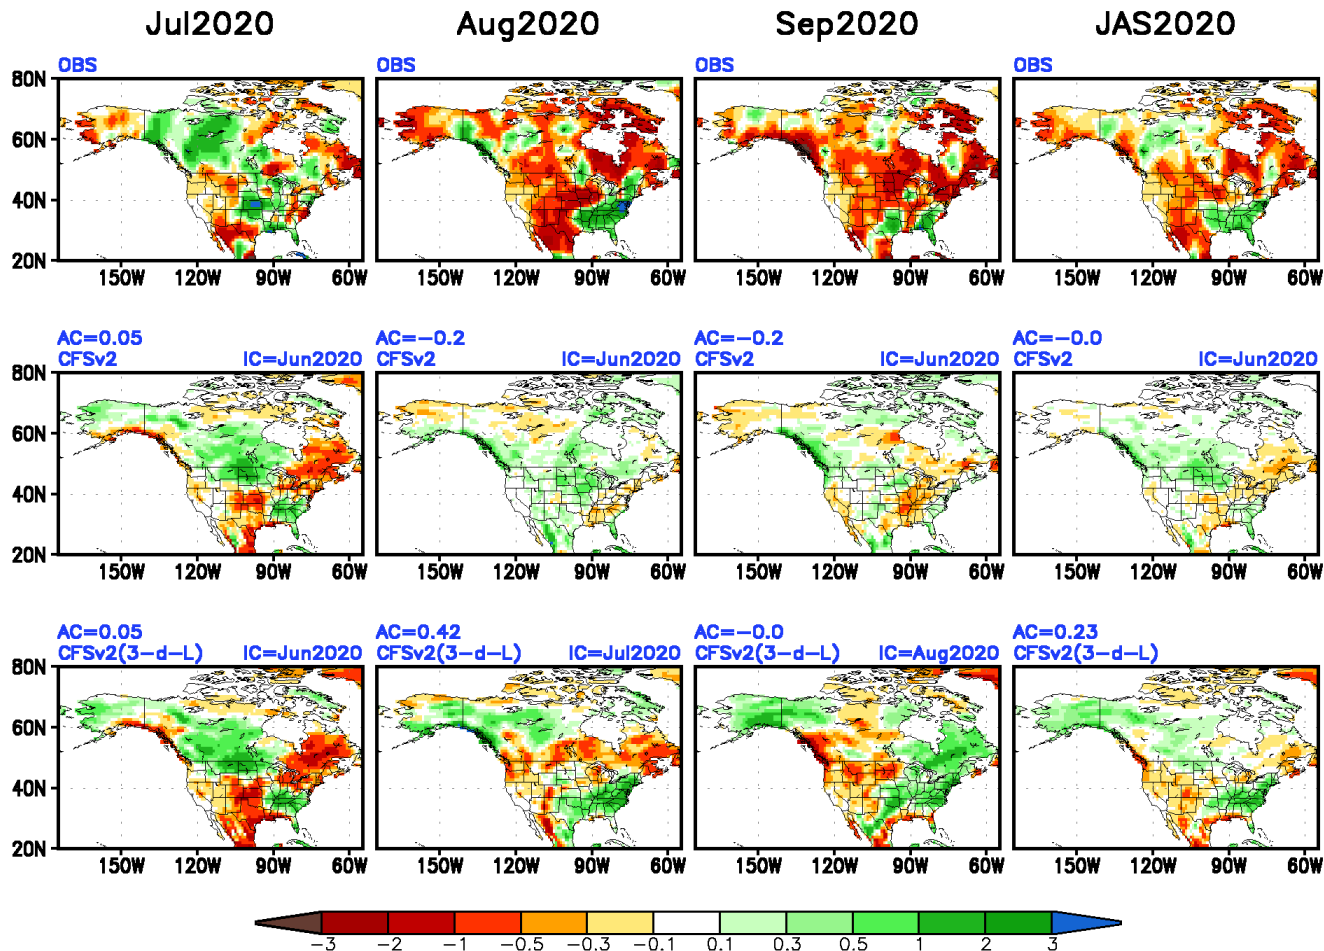 Jul2020 Aug2020 Sep2020 JAS2020
OBS OBS OBS OBS
80N
60N
40N
20N
150W 120W 90W 60W 150W 120W 90W 60W 150W 120W 90W 60W 150W 120W 90W 60W
AC=0.05 AC=−0.2 AC=−0.2 AC=−0.0
CFSv2 IC=Jun2020 CFSv2 IC=Jun2020 CFSv2 IC=Jun2020 CFSv2 IC=Jun2020
80N
60N
40N
20N
150W 120W 90W 60W 150W 120W 90W 60W 150W 120W 90W 60W 150W 120W 90W 60W
AC=0.05 AC=0.42 AC=−0.0 AC=0.23
CFSv2(3−d−L) IC=Jun2020 CFSv2(3−d−L) IC=Jul2020 CFSv2(3−d−L) IC=Aug2020 CFSv2(3−d−L)
80N
60N
40N
20N
150W 120W 90W 60W 150W 120W 90W 60W 150W 120W 90W 60W 150W 120W 90W 60W
−3 −2 −1 −0.5 −0.3 −0.1 0.1 0.3 0.5 1 2 3